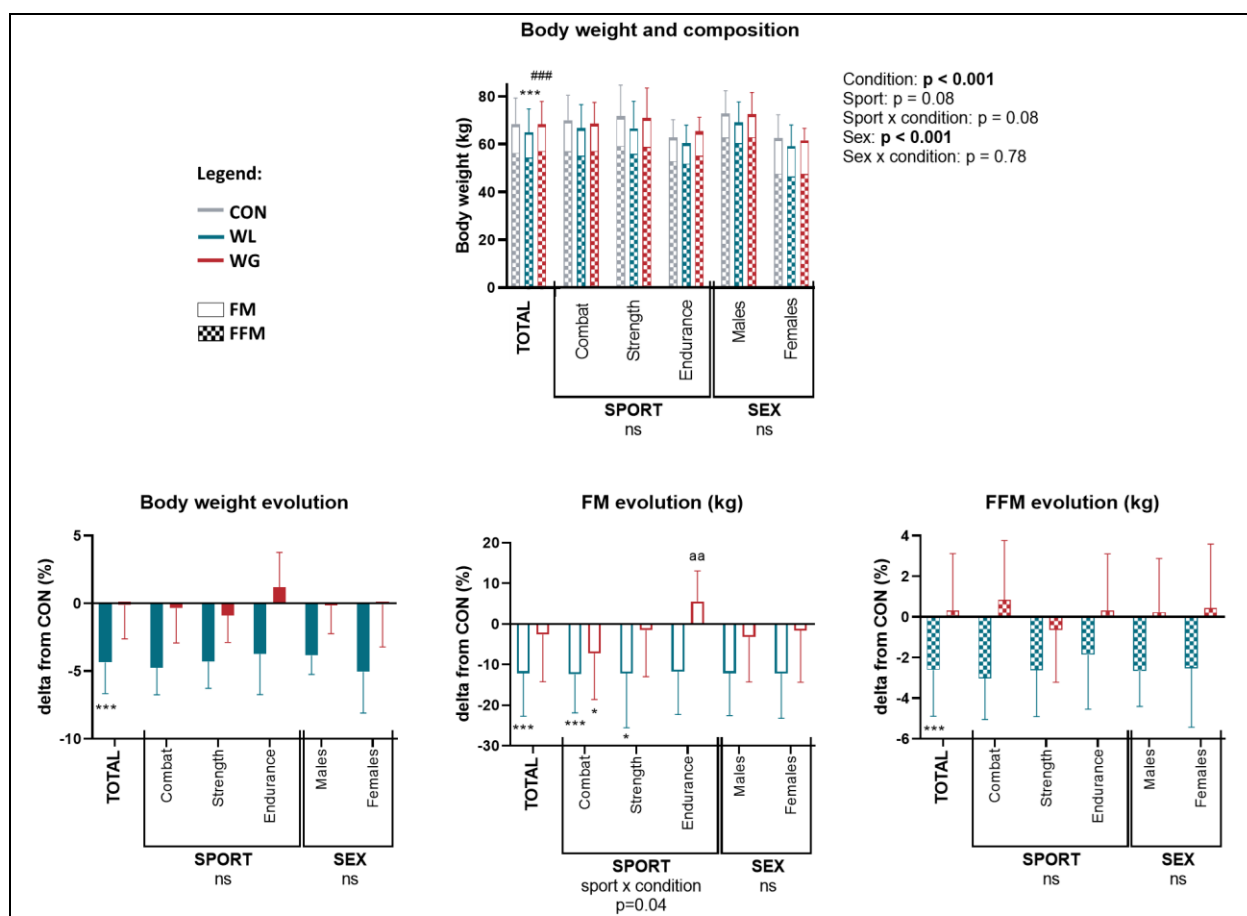 Body weight and composition
###
***
80
60
40
20
0
Body weight (kg)
TOTAL
Combat
Strength
Endurance
Males
Females
SPORT
ns
SEX
ns
Condition: p < 0.001
Sport: p = 0.08
Sport x condition: p = 0.08
Sex: p < 0.001
Sex x condition: p = 0.78
Legend:
CON
WL
WG
FM
FFM
Body weight evolution
5
0
-5
-10
delta from CON (%)
***
TOTAL
Combat
Strength
Endurance
Males
Females
SPORT
ns
SEX
ns
FM evolution (kg)
20
10
0
-10
-20
-30
delta from CON (%)
aa
***
***
*
*
TOTAL
Combat
Strength
Endurance
Males
Females
SPORT
sport x condition
p=0.04
SEX
ns
FFM evolution (kg)
4
2
0
-2
-4
-6
delta from CON (%)
***
TOTAL
Combat
Strength
Endurance
Males
Females
SPORT
ns
SEX
ns